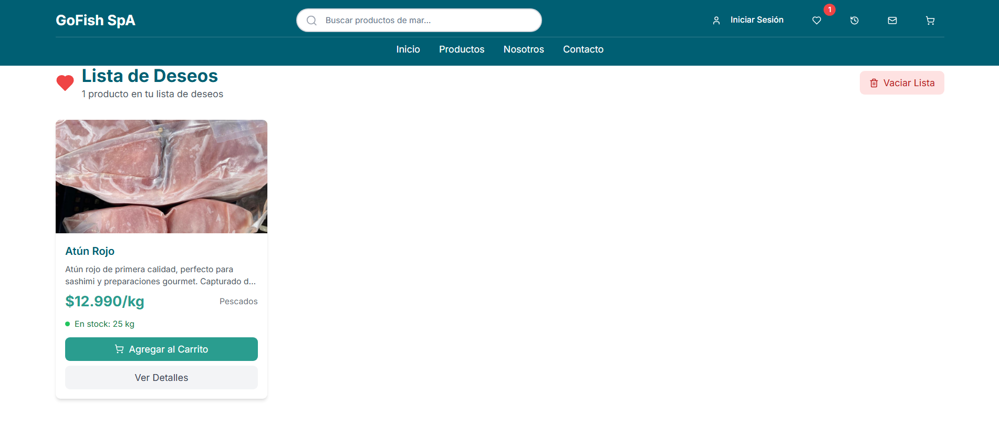 GoFish SpA
Buscar productos de mar...
Iniciar Sesión
1
Inicio Productos Nosotros Contacto
Lista de Deseos
1 producto en tu lista de deseos
Vaciar Lista
Atún Rojo
Atún rojo de primera calidad, perfecto para
sashimi y preparaciones gourmet. Capturado d...
$12.990/kg
Pescados
En stock: 25 kg
Agregar al Carrito
Ver Detalles